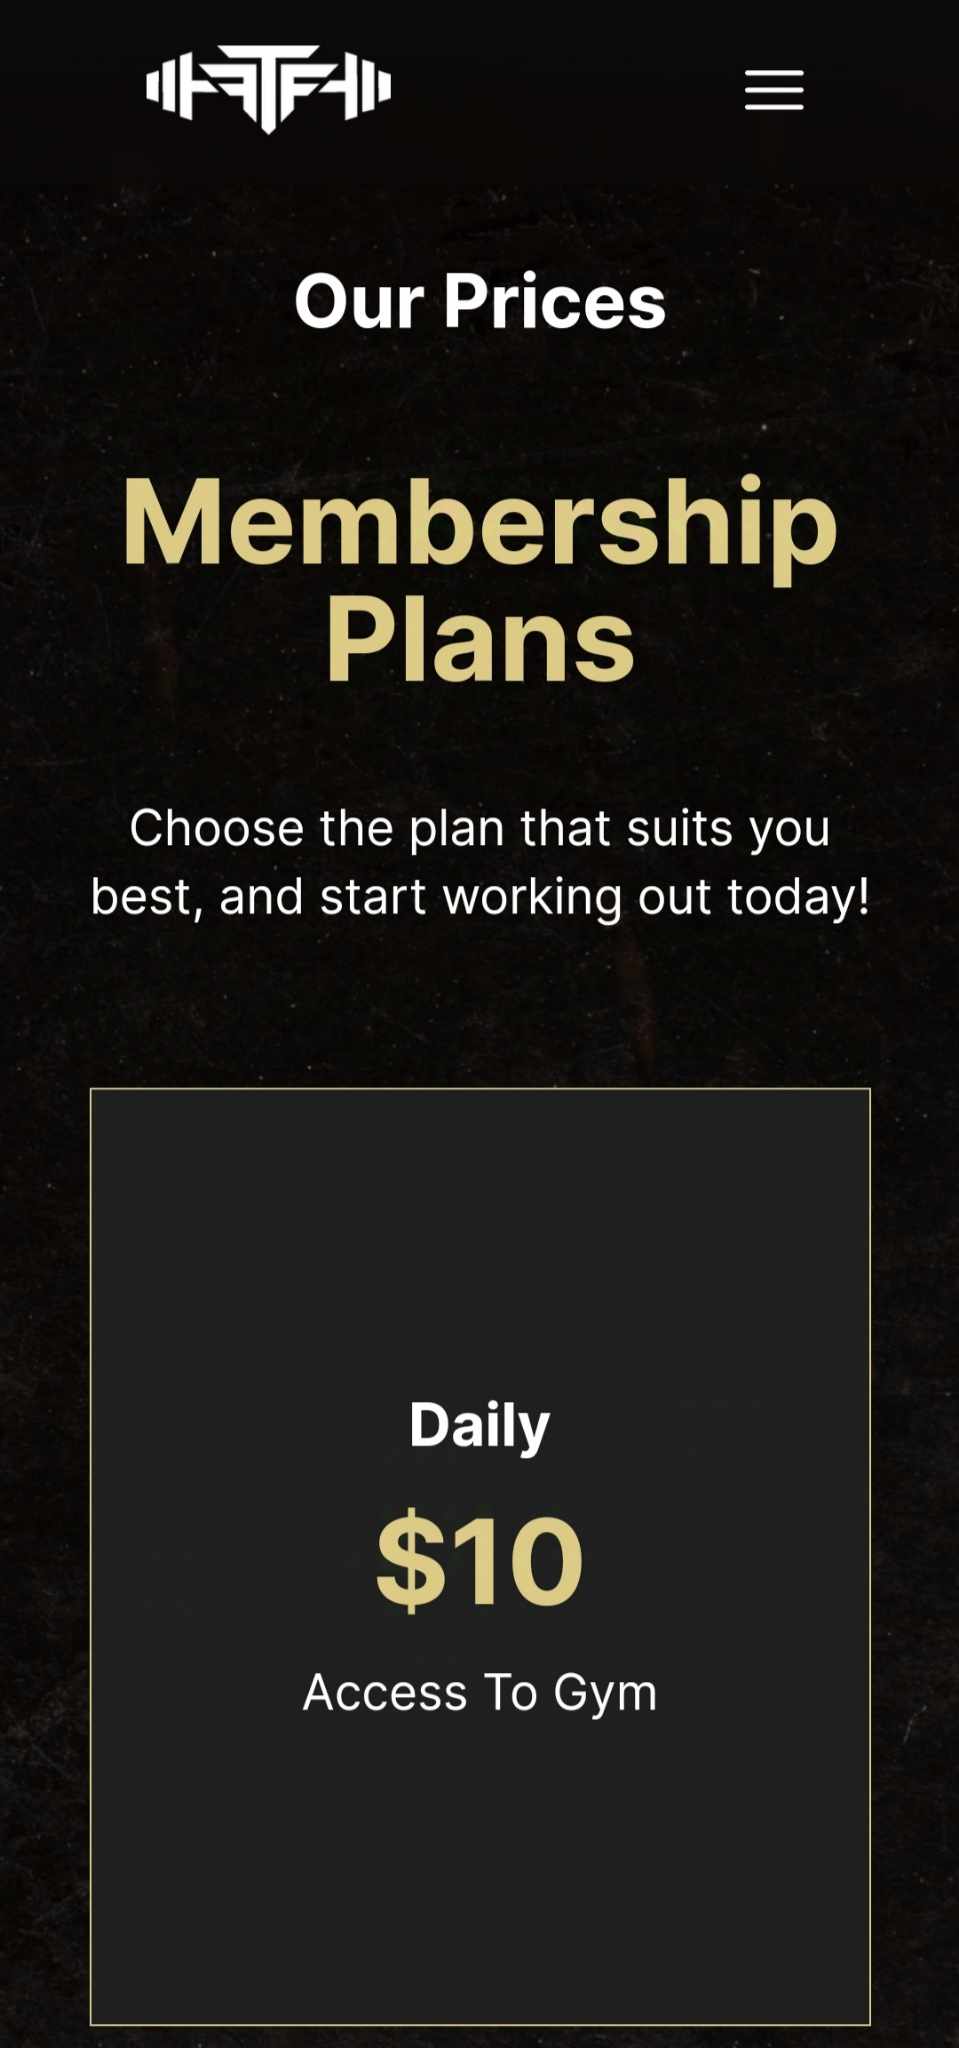 Our Prices
Membership
Plans
Choose the plan that suits you
best, and start working out today!
Daily
$10
Access To Gym